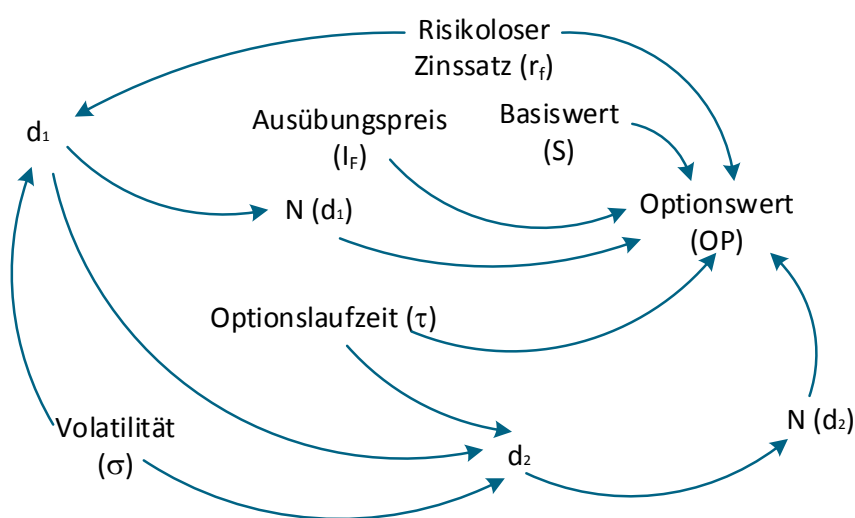 Risikoloser
Zinssatz (rf)
Ausübungspreis
(IF)
Basiswert
(S)
d1
N (d1)
Optionswert
(OP)
Optionslaufzeit (τ)
Volatilität
(σ)
d2
N (d2)